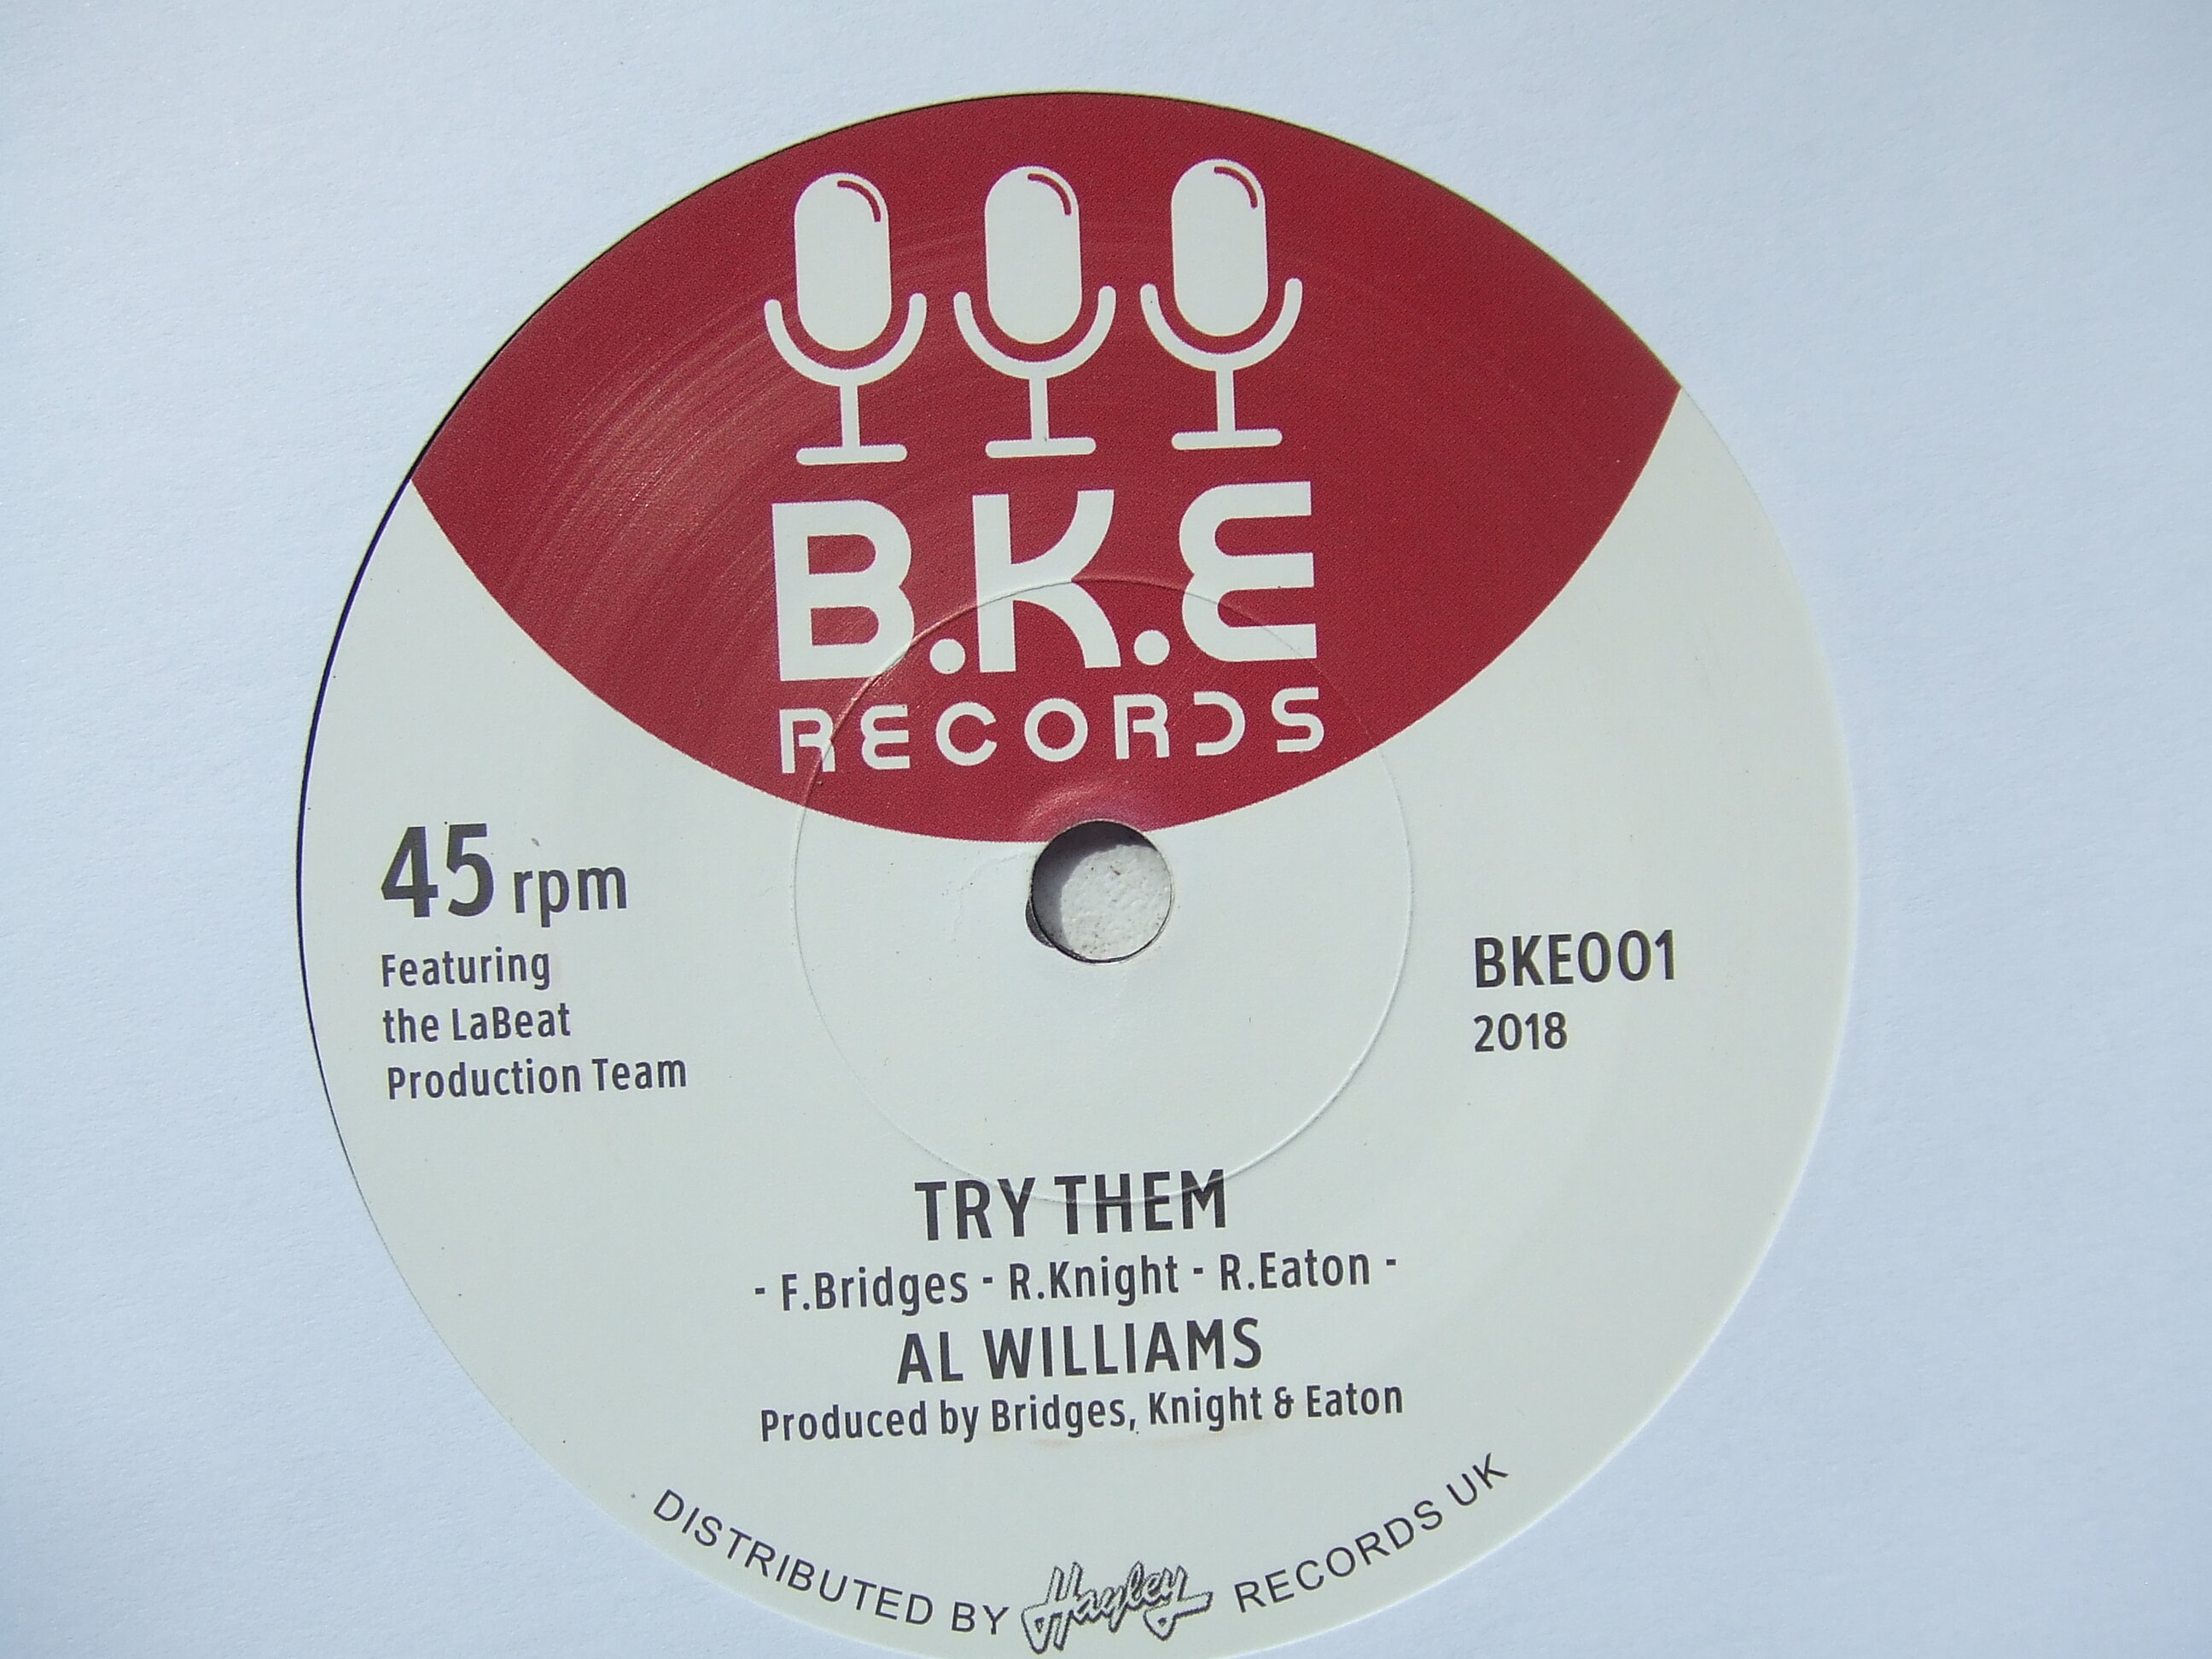 B.K.E
RECORDS
45 rpm
Featuring
the LaBeat
Production Team
BKE001
2018
TRY THEM
- F.Bridges - R.Knight - R.Eaton -
AL WILLIAMS
Produced by Bridges, Knight & Eaton
DISTRIBUTED BY Hayley RECORDS UK